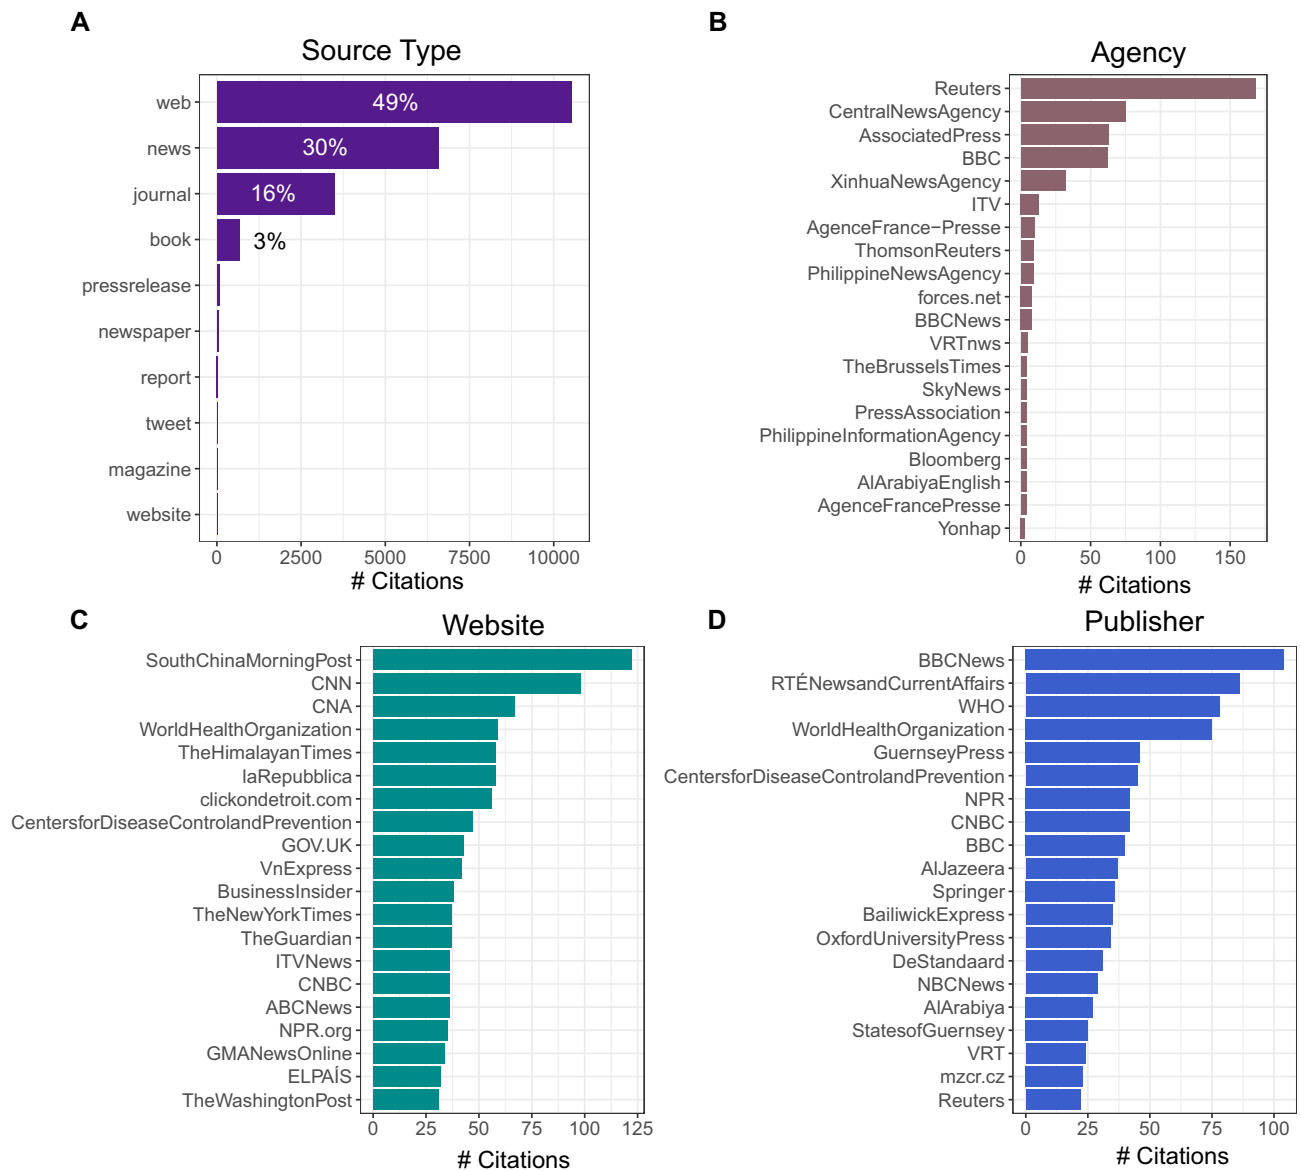 A
Source Type
web
49%
news
30%
journal
16%
book
3%
pressrelease
newspaper
report
tweet
magazine
website
0 2500 5000 7500 10000
# Citations
B
Agency
Reuters
CentralNewsAgency
AssociatedPress
BBC
XinhuaNewsAgency
ITV
AgenceFrance−Presse
ThomsonReuters
PhilippineNewsAgency
forces.net
BBCNews
VRTnws
TheBrusselsTimes
SkyNews
PressAssociation
PhilippineInformationAgency
Bloomberg
AlArabiyaEnglish
AgenceFrancePresse
Yonhap
0 50 100 150
# Citations
C
Website
SouthChinaMorningPost
CNN
CNA
WorldHealthOrganization
TheHimalayanTimes
laRepubblica
clickondetroit.com
CentersforDiseaseControlandPrevention
GOV.UK
VnExpress
BusinessInsider
TheNewYorkTimes
TheGuardian
ITVNews
CNBC
ABCNews
NPR.org
GMANewsOnline
ELPAÍS
TheWashingtonPost
0 25 50 75 100 125
# Citations
D
Publisher
BBCNews
RTÉNewsandCurrentAffairs
WHO
WorldHealthOrganization
GuernseyPress
CentersforDiseaseControlandPrevention
NPR
CNBC
BBC
AlJazeera
Springer
BailiwickExpress
OxfordUniversityPress
DeStandaard
NBCNews
AlArabiya
StatesofGuernsey
VRT
mzcr.cz
Reuters
0 25 50 75 100
# Citations